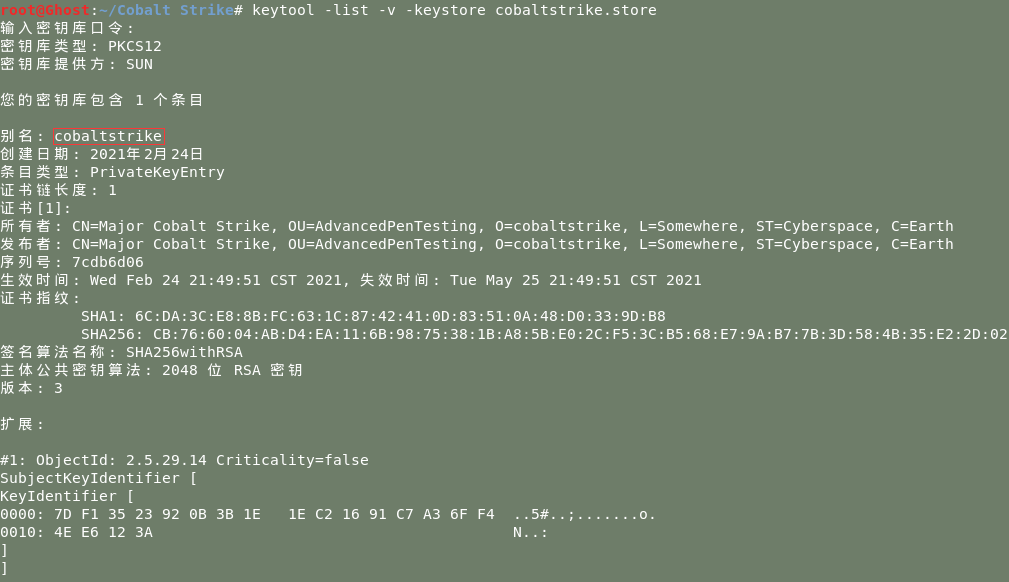 root@Ghost:~/Cobalt Strike# keytool -list -v -keystore cobaltstrike.store
输入密钥库口令:
密钥库类型: PKCS12
密钥库提供方: SUN
您的密钥库包含 1 个条目
别名: cobaltstrike
创建日期: 2021年2月24日
条目类型: PrivateKeyEntry
证书链长度: 1
证书[1]:
所有者: CN=Major Cobalt Strike, OU=AdvancedPenTesting, O=cobaltstrike, L=Somewhere, ST=Cyberspace, C=Earth
发布者: CN=Major Cobalt Strike, OU=AdvancedPenTesting, O=cobaltstrike, L=Somewhere, ST=Cyberspace, C=Earth
序列号: 7cdb6d06
生效时间: Wed Feb 24 21:49:51 CST 2021, 失效时间: Tue May 25 21:49:51 CST 2021
证书指纹:
SHA1: 6C:DA:3C:E8:8B:FC:63:1C:87:42:41:0D:83:51:0A:48:D0:33:9D:B8
SHA256: CB:76:60:04:AB:D4:EA:11:6B:98:75:38:1B:A8:5B:E0:2C:F5:3C:B5:68:E7:9A:B7:7B:3D:58:4B:35:E2:2D:02
签名算法名称: SHA256withRSA
主体公共密钥算法: 2048 位 RSA 密钥
版本: 3
扩展:
#1: ObjectId: 2.5.29.14 Criticality=false
SubjectKeyIdentifier [
KeyIdentifier [
0000: 7D F1 35 23 92 0B 3B 1E   1E C2 16 91 C7 A3 6F F4  ..5#..;.......o.
0010: 4E E6 12 3A                                        N..:
]
]